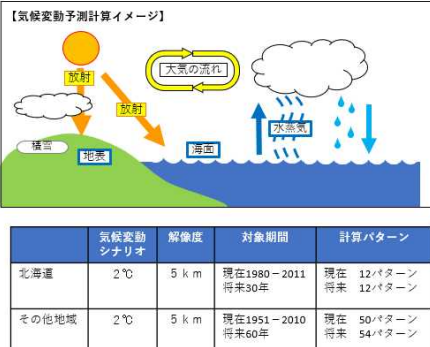 【気候変動予測計算イメージ】
放射
大気の流れ
放射
水蒸気
積雪
地表
海面
気候変動
シナリオ
解像度
対象期間
計算パターン
北海道
2℃
5km
現在1980-2011
将来30年
現在 12パターン
将来 12パターン
その他地域
2℃
5km
現在1951-2010
将来60年
現在 50パターン
将来 54パターン